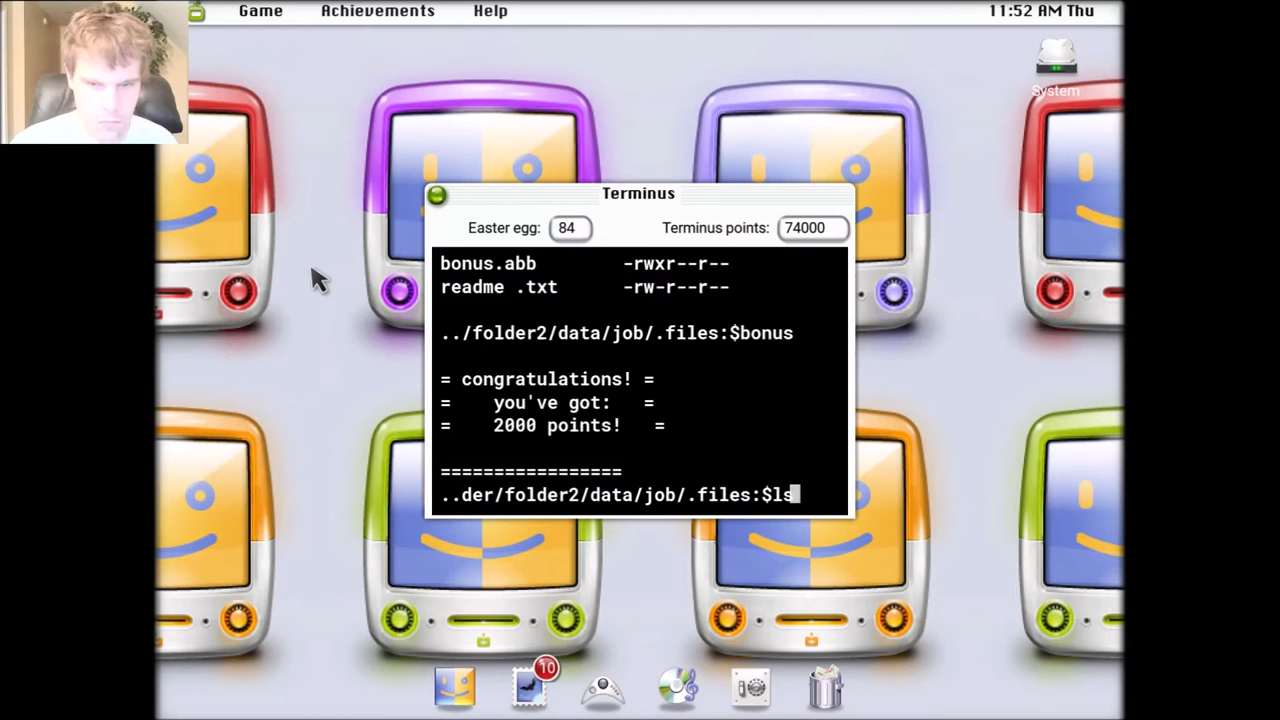 Game Achievements Help 11:52 AM Thu
System
Terminus
Easter egg: 84 Terminus points: 74000
bonus.abb -rwxr--r--
readme .txt -rw-r--r--
../folder2/data/job/.files:$bonus
= congratulations! =
= you've got: =
= 2000 points! =
=================
..der/folder2/data/job/.files:$ls
10